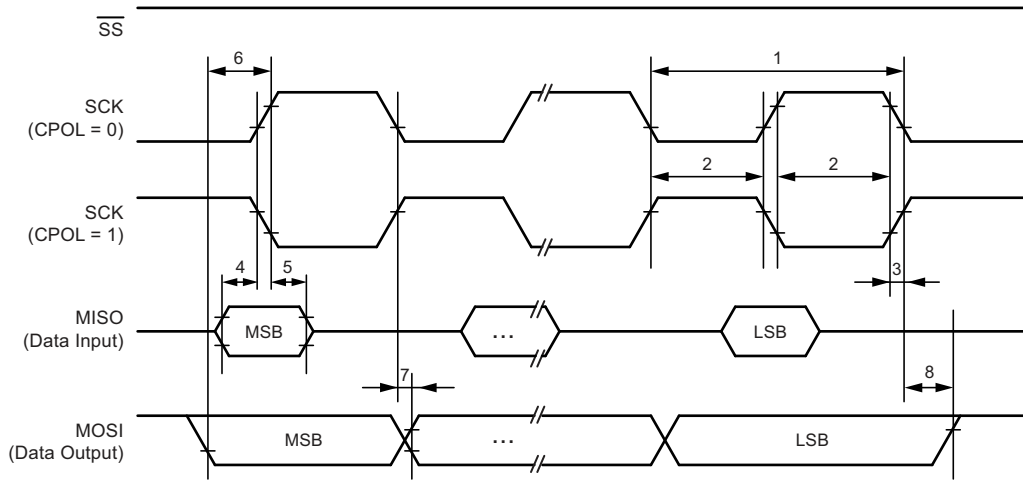 SS
6
1
SCK
(CPOL = 0)
2
2
SCK
(CPOL = 1)
4
5
3
MISO
(Data Input)
MSB
...
LSB
7
8
MOSI
(Data Output)
MSB
...
LSB